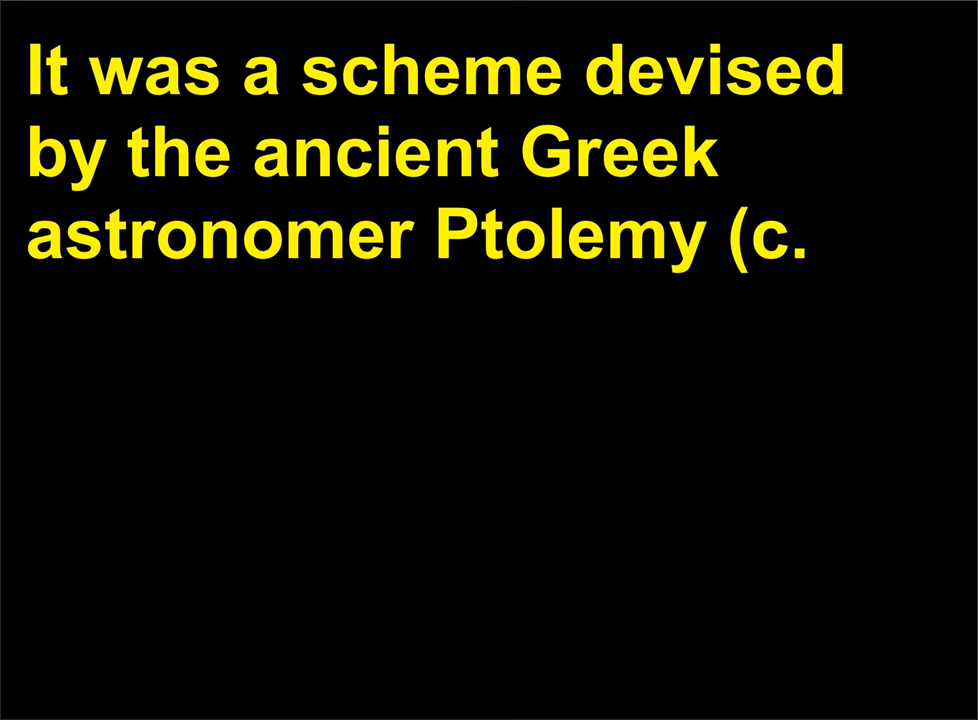 It was a scheme devised
by the ancient Greek
astronomer Ptolemy (c.